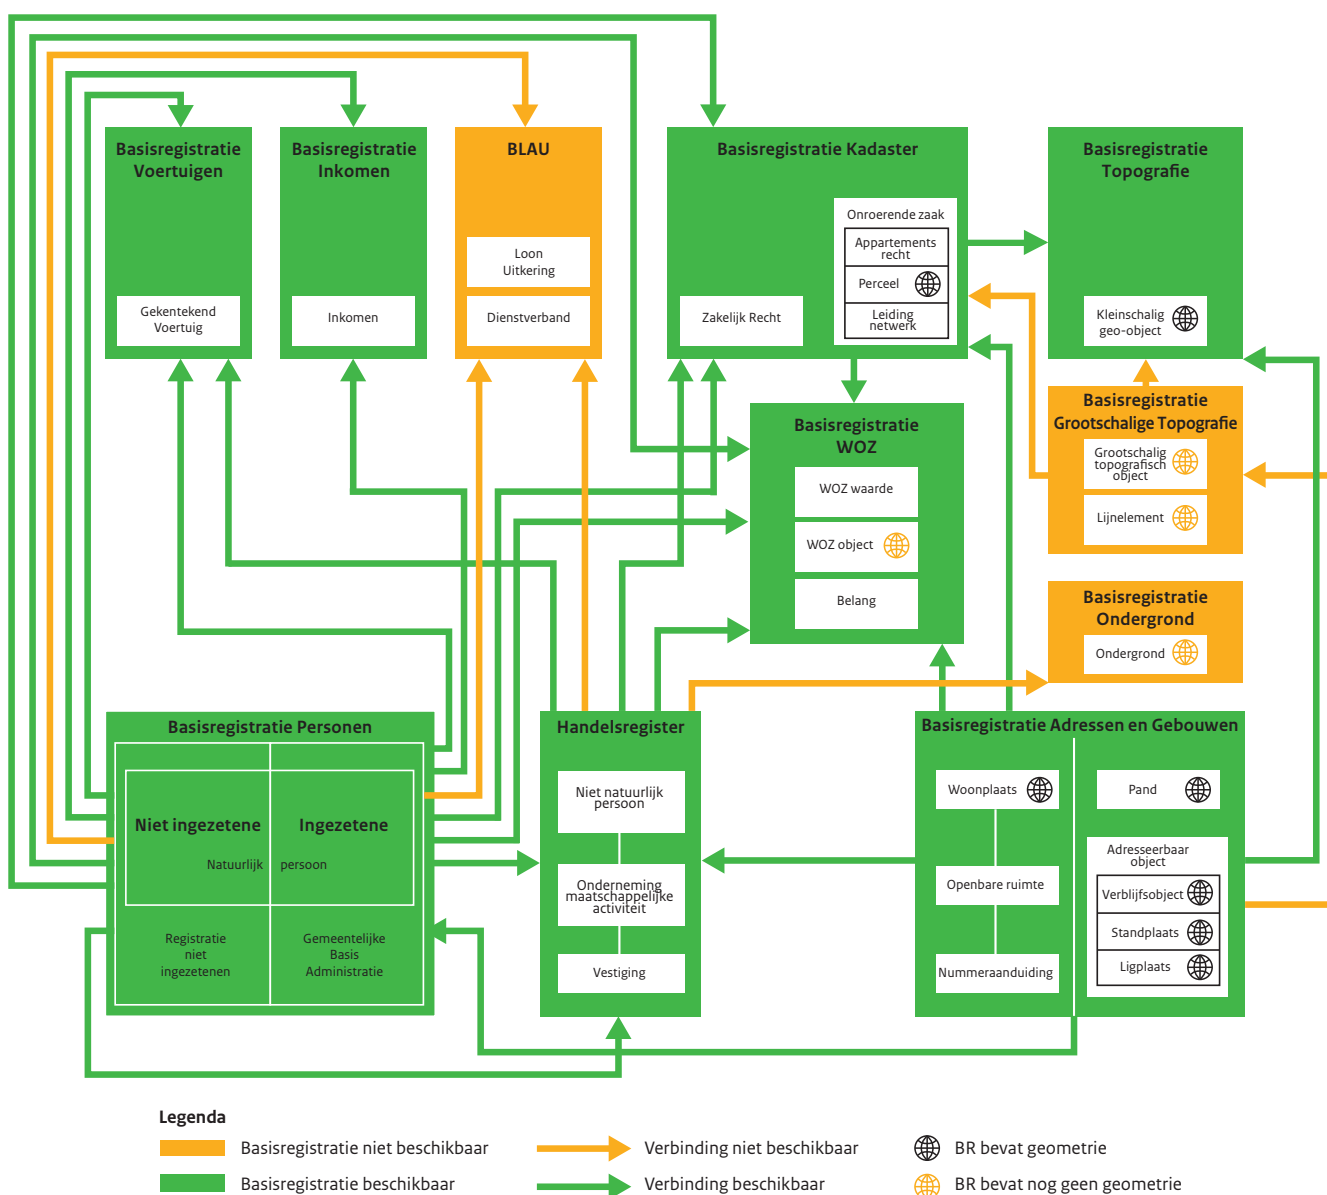 Basisregistratie
Voertuigen
Gekentekend
Voertuig
Basisregistratie
Inkomen
Inkomen
BLAU
Loon
Uitkering
Dienstverband
Basisregistratie Kadaster
Zakelijk Recht
Onroerende zaak
Appartements
recht
Perceel
Leiding
netwerk
Basisregistratie
Topografie
Kleinschalig
geo-object
Basisregistratie
Grootschalige Topografie
Grootschalig
topografisch
object
Lijnelement
Basisregistratie
WOZ
WOZ waarde
WOZ object
Belang
Basisregistratie
Ondergrond
Ondergrond
Basisregistratie Personen
Niet ingezetene
Ingezetene
Natuurlijk persoon
Registratie
niet
ingezetenen
Gemeentelijke
Basis
Administratie
Handelsregister
Niet natuurlijk
persoon
Onderneming
maatschappelijke
activiteit
Vestiging
Basisregistratie Adressen en Gebouwen
Woonplaats
Openbare ruimte
Nummeraanduiding
Pand
Adresseerbaar
object
Verblijfsobject
Standplaats
Ligplaats
Legenda
Basisregistratie niet beschikbaar
Basisregistratie beschikbaar
Verbinding niet beschikbaar
Verbinding beschikbaar
BR bevat geometrie
BR bevat nog geen geometrie